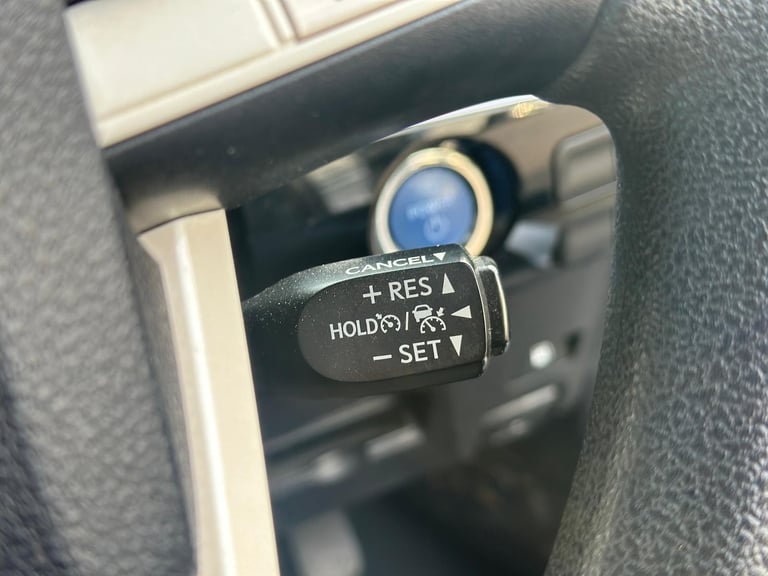 CANCEL▼
+ RES ▲
HOLD / ◄
− SET ▼